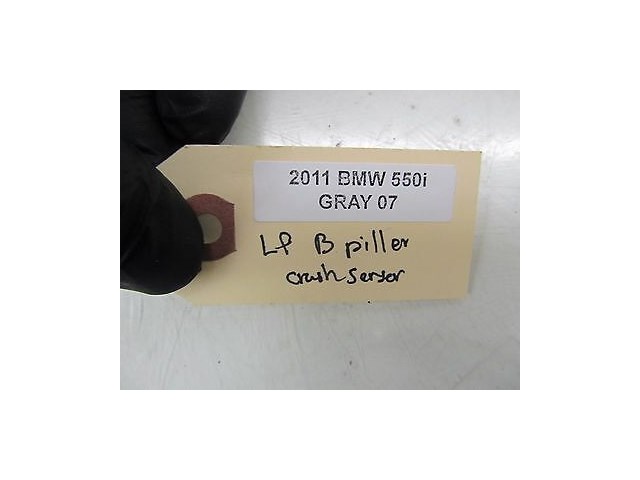 2011 BMW 550i
GRAY 07
Lf B piller
crash sensor